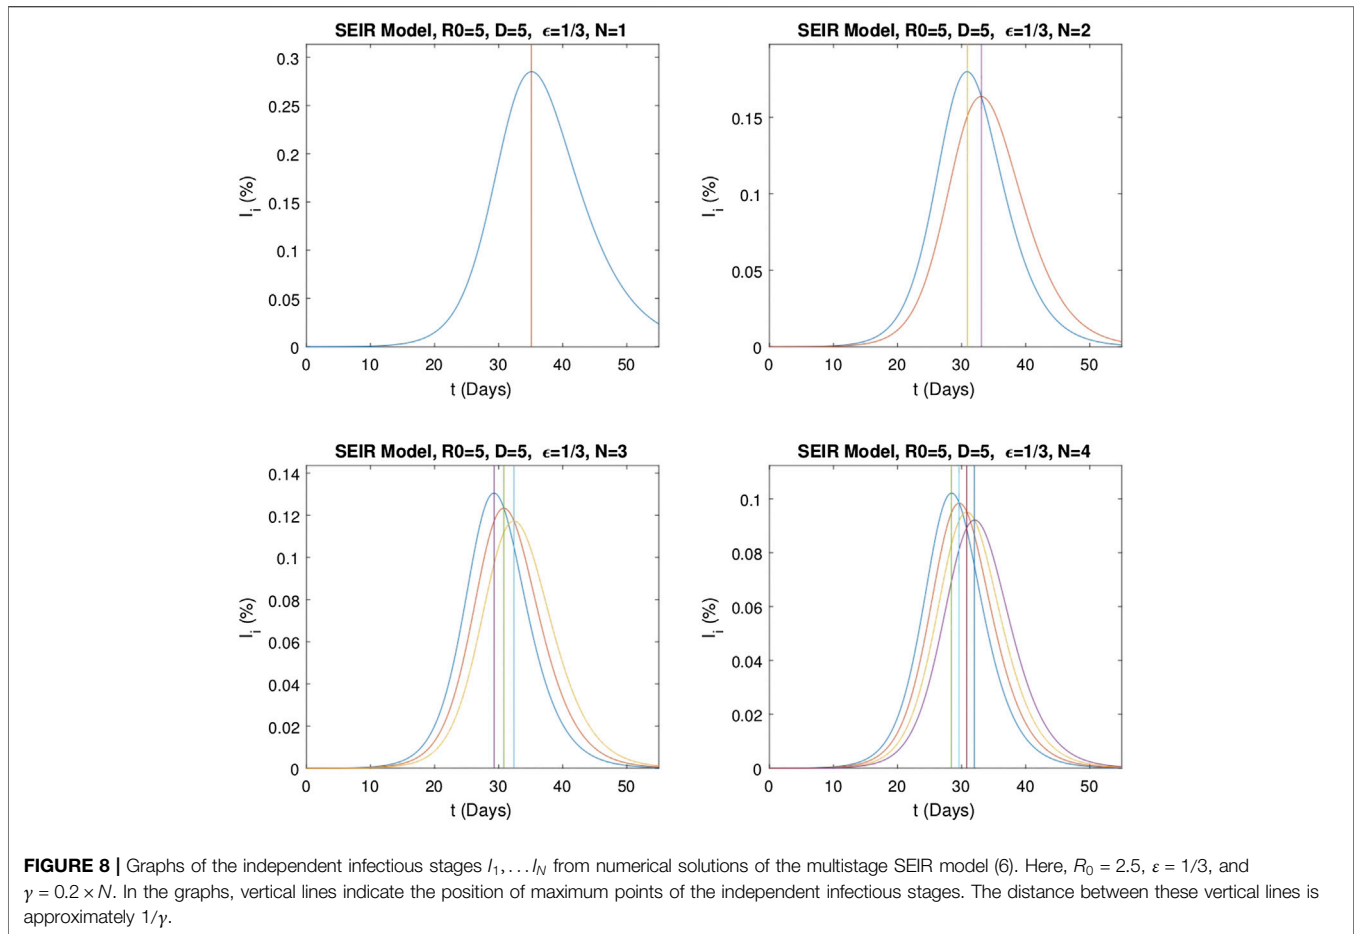 SEIR Model, R0=5, D=5, ϵ=1/3, N=1
0.3
0.25
0.2
0.15
0.1
0.05
0
I_i (%)
0 10 20 30 40 50
t (Days)
SEIR Model, R0=5, D=5, ϵ=1/3, N=2
0.15
0.1
0.05
0
I_i (%)
0 10 20 30 40 50
t (Days)
SEIR Model, R0=5, D=5, ϵ=1/3, N=3
0.14
0.12
0.1
0.08
0.06
0.04
0.02
0
I_i (%)
0 10 20 30 40 50
t (Days)
SEIR Model, R0=5, D=5, ϵ=1/3, N=4
0.1
0.08
0.06
0.04
0.02
0
I_i (%)
0 10 20 30 40 50
t (Days)
FIGURE 8 | Graphs of the independent infectious stages I₁,...I_N from numerical solutions of the multistage SEIR model (6). Here, R₀ = 2.5, ε = 1/3, and
γ = 0.2 × N. In the graphs, vertical lines indicate the position of maximum points of the independent infectious stages. The distance between these vertical lines is
approximately 1/γ.